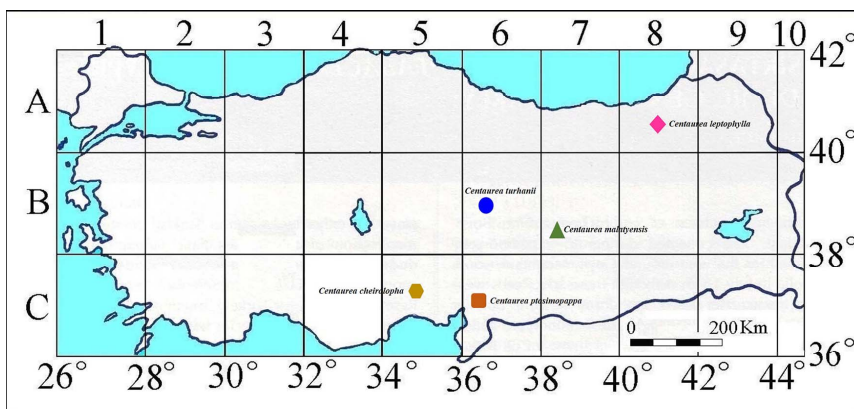 1 2 3 4 5 6 7 8 9 10
42°
A
Centaurea leptophylla
40°
Centaurea turhanii
B
Centaurea malatyensis
38°
Centaurea cheirolopha
Centaurea ptosimopappa
C
0 200 Km
36°
26° 28° 30° 32° 34° 36° 38° 40° 42° 44°